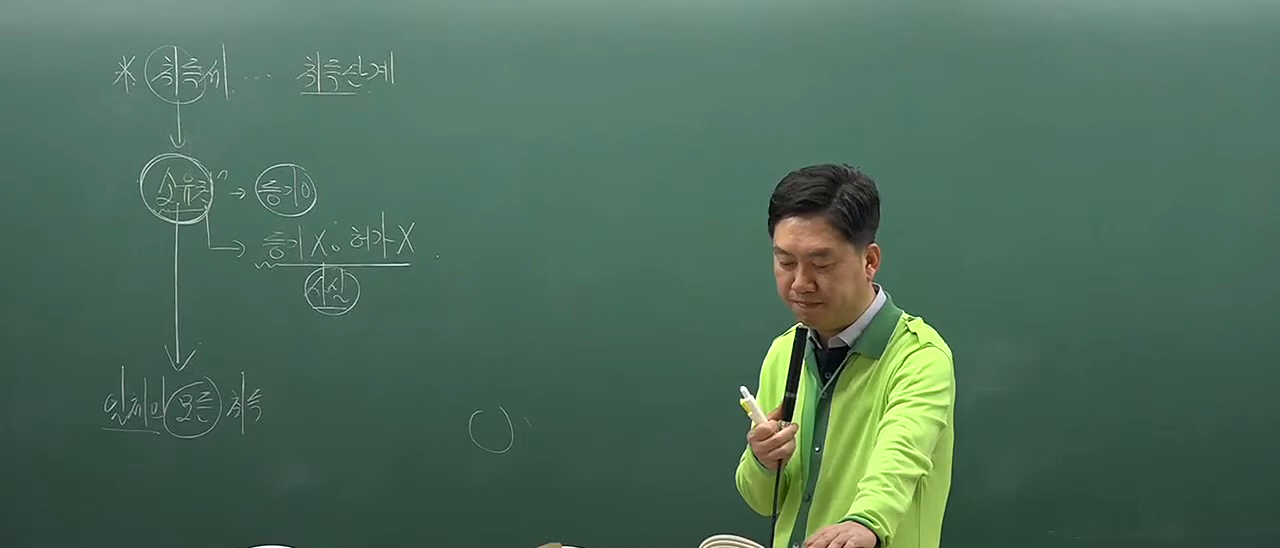 ※ 취득세 … 취득단계
소유권 → 등기O
등기X. 허가X
사실
일체의 모든 취득